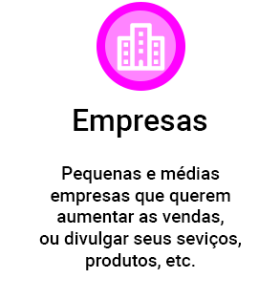 Empresas
Pequenas e médias
empresas que querem
aumentar as vendas,
ou divulgar seus seviços,
produtos, etc.